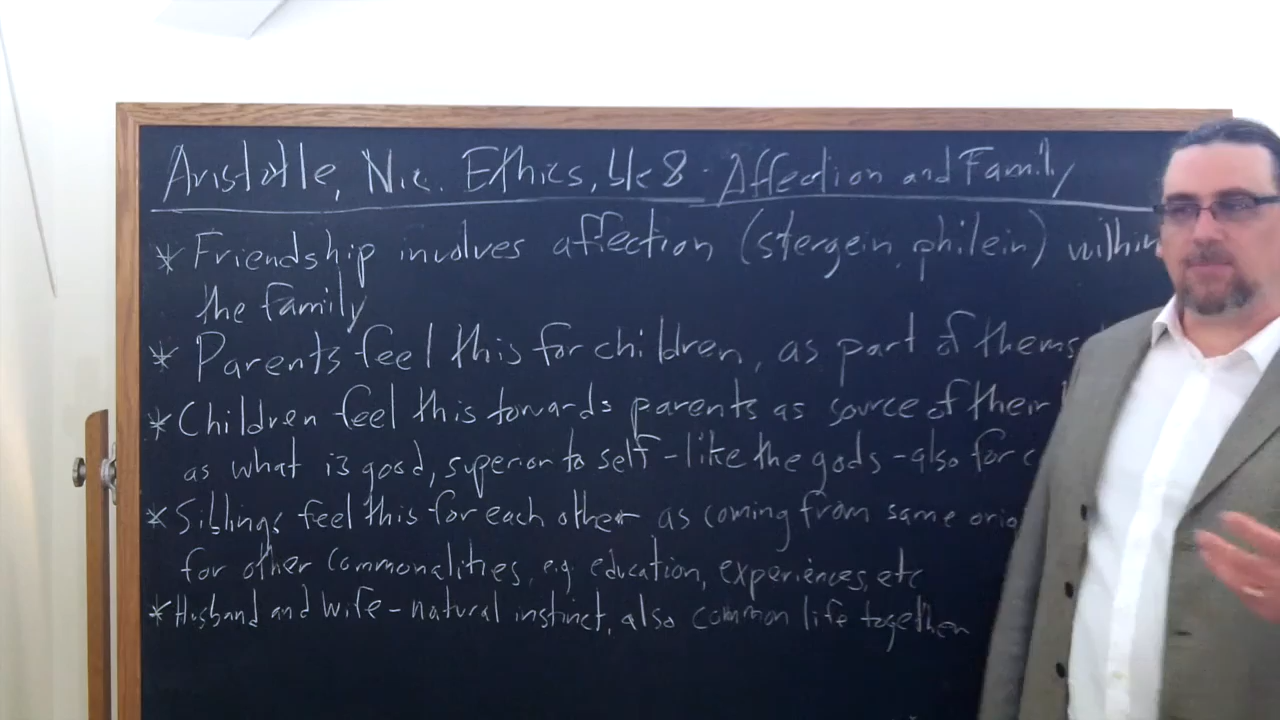 Aristotle, Nic. Ethics, bk 8 - Affection and Family
* Friendship involves affection (stergein, philein) within
the family
* Parents feel this for children, as part of thems
* Children feel this towards parents as source of their
as what is good, superior to self - like the gods - also for
* Siblings feel this for each other as coming from same orig
for other commonalities, e.g. education, experiences, etc
* Husband and wife - natural instinct, also common life together